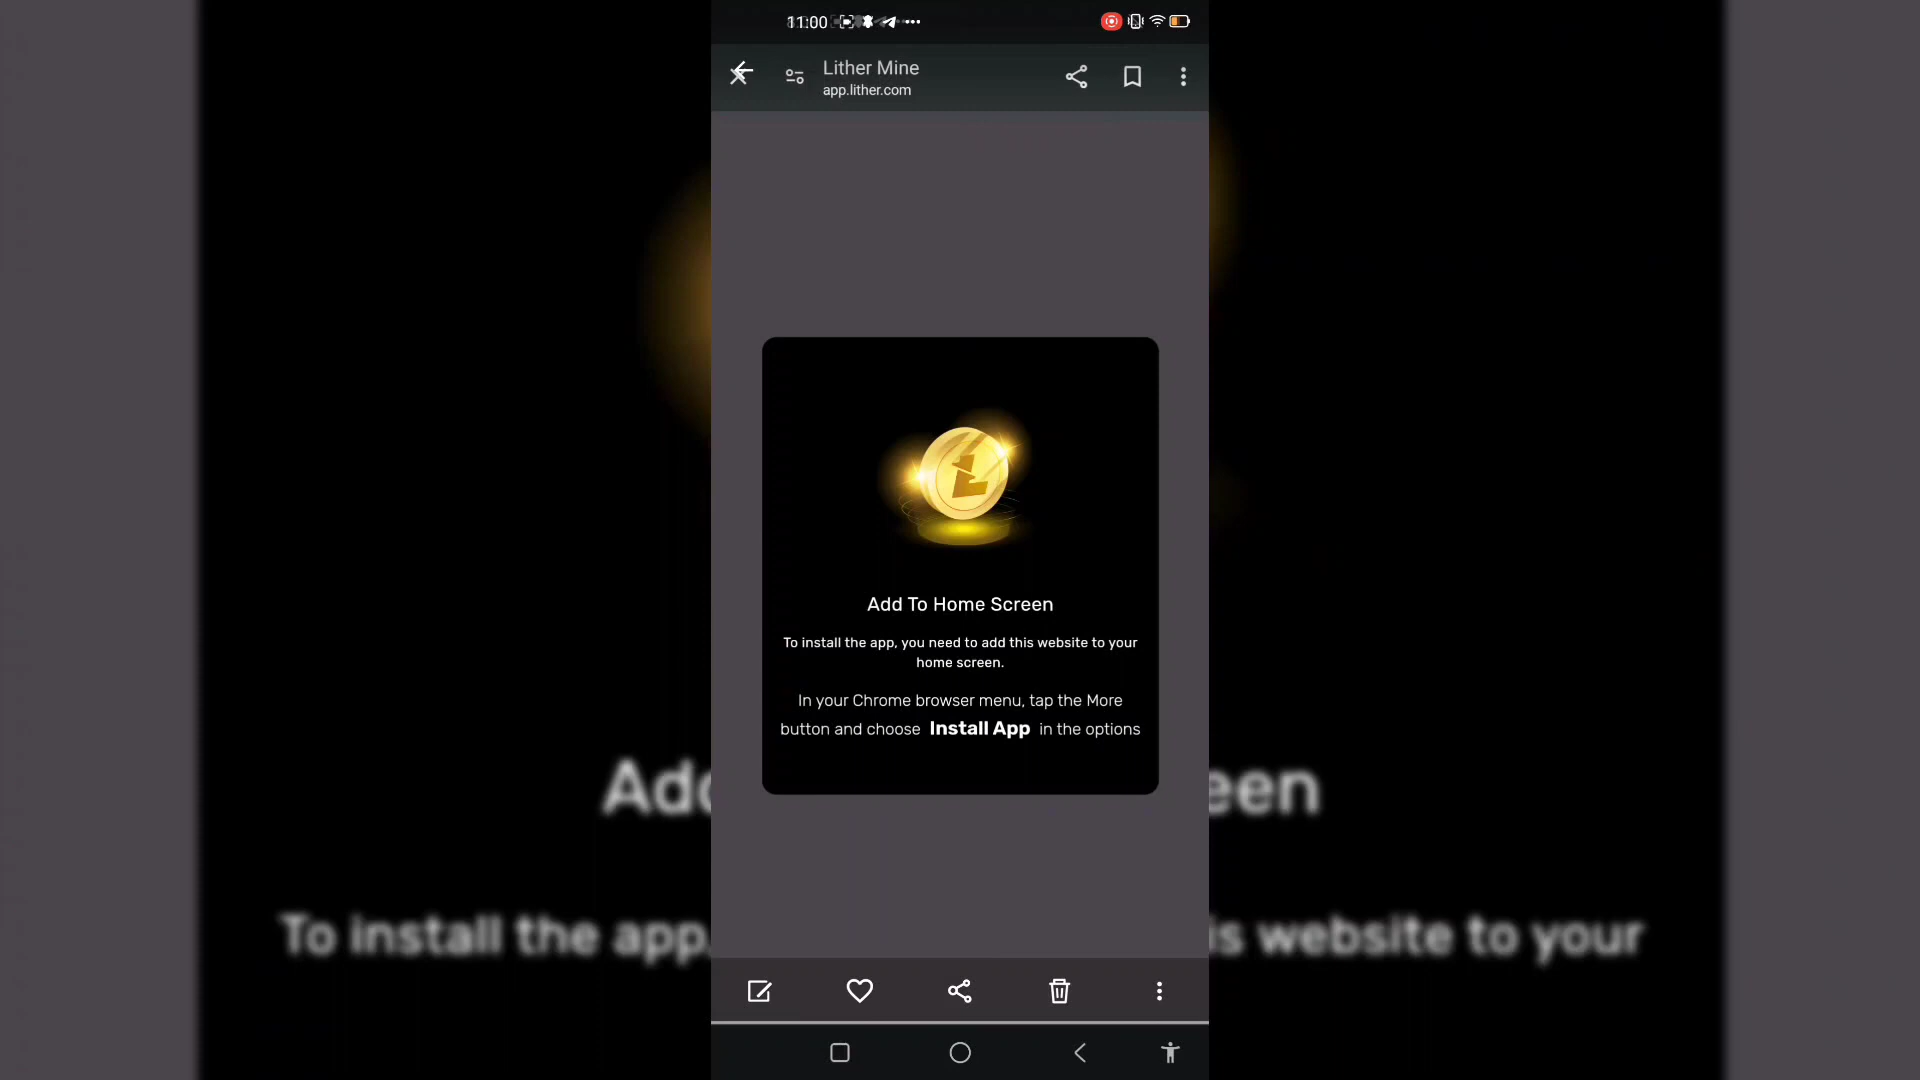 11:00
Lither Mine
app.lither.com
Add To Home Screen
To install the app, you need to add this website to your
home screen.
In your Chrome browser menu, tap the More
button and choose Install App in the options
Add
een
To install the app,
is website to your